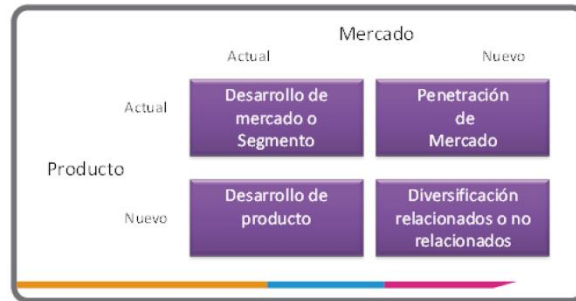 Mercado
Actual
Nuevo
Actual
Desarrollo de
mercado o
Segmento
Penetración
de
Mercado
Producto
Nuevo
Desarrollo de
producto
Diversificación
relacionados o no
relacionados